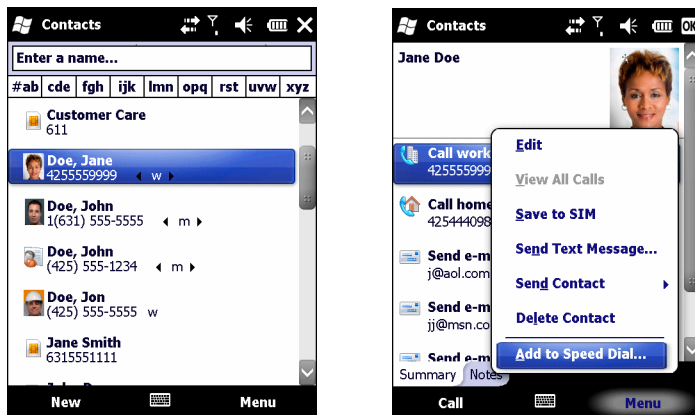 Contacts
Enter a name...
#ab cde fgh ijk lmn opq rst uvw xyz
Customer Care
611
Doe, Jane
4255559999 w
Doe, John
1(631) 555-5555 m
Doe, John
(425) 555-1234 m
Doe, Jon
(425) 555-5555 w
Jane Smith
6315551111
New Menu
Contacts OK
Jane Doe
Call work
425555999
Call home
425444098
Send e-m
j@aol.com
Send e-m
jj@msn.co
Send e-m
Edit
View All Calls
Save to SIM
Send Text Message...
Send Contact
Delete Contact
Add to Speed Dial...
Summary Notes
Call Menu